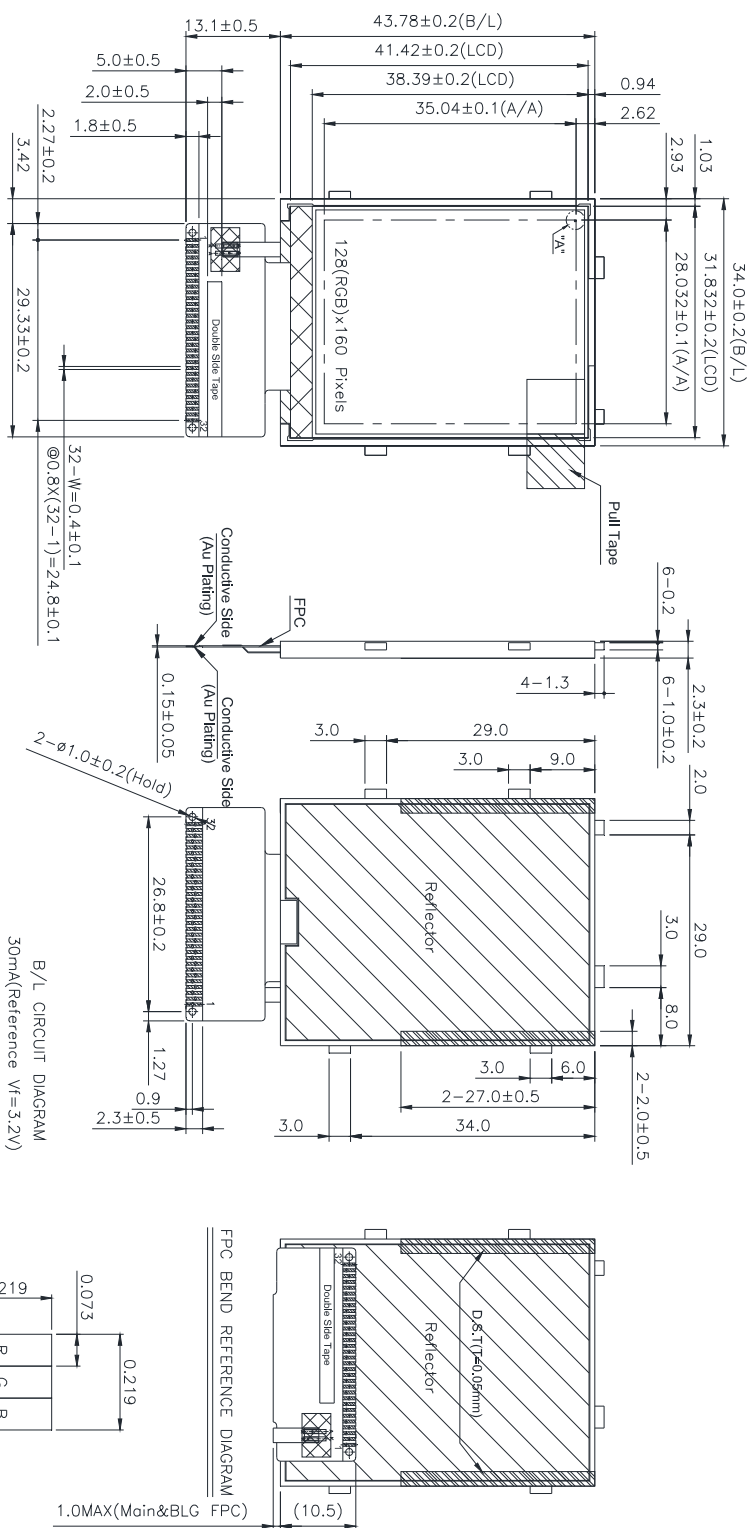 43.78±0.2(B/L)
41.42±0.2(LCD)
38.39±0.2(LCD)
35.04±0.1(A/A)
13.1±0.5
5.0±0.5
2.0±0.5
1.8±0.5
0.94
2.62
2.27±0.2
3.42
2.93
1.03
34.0±0.2(B/L)
31.832±0.2(LCD)
28.032±0.1(A/A)
"A"
128(RGB)x160 Pixels
Double Side Tape
1
32
29.33±0.2
32-W=0.4±0.1
@0.8X(32-1)=24.8±0.1
Pull Tape
Conductive Side
(Au Plating)
FPC
Conductive Side
(Au Plating)
0.15±0.05
6-0.2
2.3±0.2
6-1.0±0.2
4-1.3
2-ø1.0±0.2(Hold)
3.0
29.0
3.0
9.0
2.0
29.0
3.0
8.0
2-2.0±0.5
Reflector
32
1
26.8±0.2
1.27
0.9
2.3±0.5
3.0
6.0
2-27.0±0.5
3.0
34.0
B/L CIRCUIT DIAGRAM
30mA(Reference Vf=3.2V)
FPC BEND REFERENCE DIAGRAM
Double Side Tape
32
1
Reflector
D.S.T(T=0.05mm)
1.0MAX(Main&BLG FPC)
(10.5)
0.073
0.219
219
R
G
B